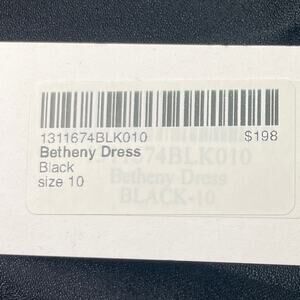 1311674BLK010 $198
Betheny Dress
Black
size 10
74BLK010
Betheny Dress
BLACK-10